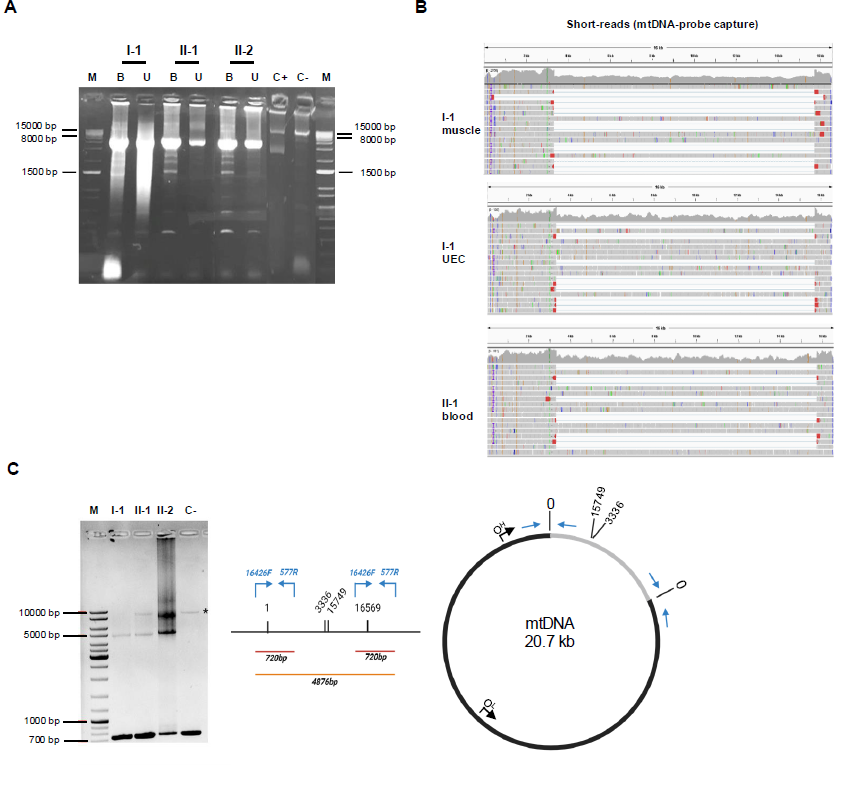 A
I-1 II-1 II-2
M B U B U B U C+ C- M
15000 bp
8000 bp
1500 bp
15000 bp
8000 bp
1500 bp
B
Short-reads (mtDNA-probe capture)
I-1
muscle
I-1
UEC
II-1
blood
C
M I-1 II-1 II-2 C-
10000 bp
5000 bp
1000 bp
700 bp
*
16426F 577R 16426F 577R
1 3336 15749 16569
720bp 720bp
4876bp
0
15749
3336
0
OH
OL
mtDNA
20.7 kb